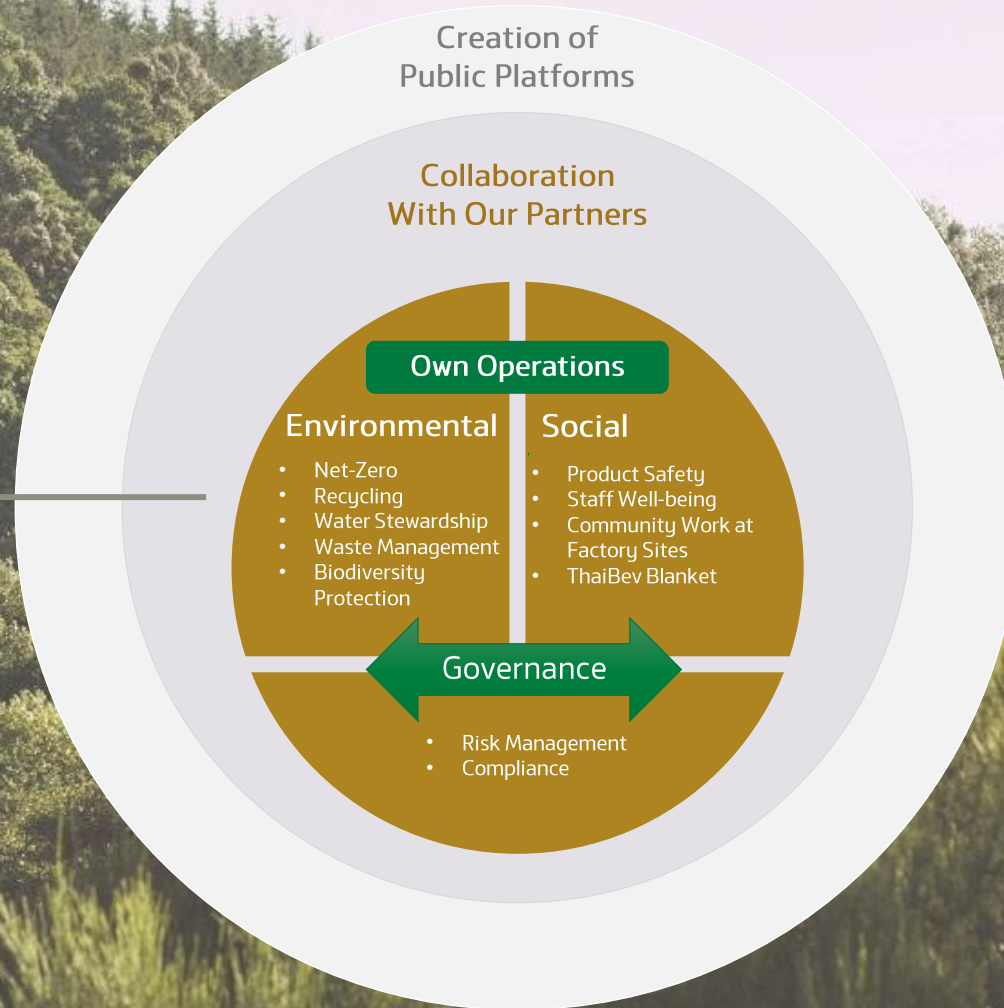 Creation of
Public Platforms
Collaboration
With Our Partners
Own Operations
Environmental
• Net-Zero
• Recycling
• Water Stewardship
• Waste Management
• Biodiversity
Protection
Social
• Product Safety
• Staff Well-being
• Community Work at
Factory Sites
• ThaiBev Blanket
Governance
• Risk Management
• Compliance